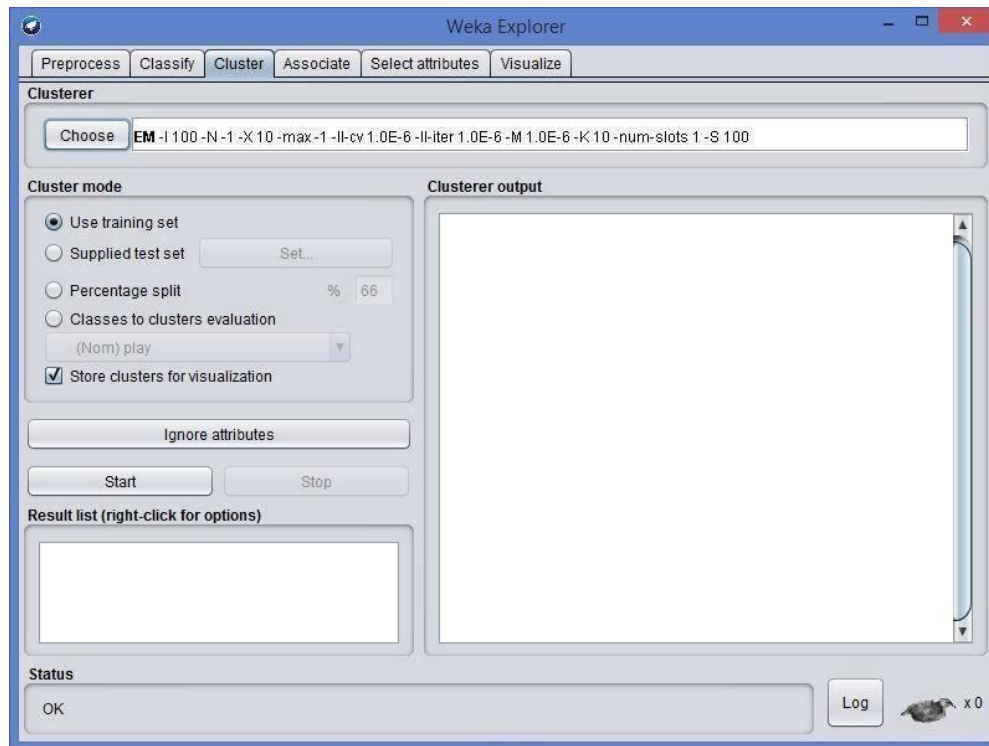 Weka Explorer
Preprocess Classify Cluster Associate Select attributes Visualize
Clusterer
Choose EM -I 100 -N -1 -X 10 -max -1 -ll-cv 1.0E-6 -ll-iter 1.0E-6 -M 1.0E-6 -K 10 -num-slots 1 -S 100
Cluster mode
Use training set
Supplied test set Set...
Percentage split % 66
Classes to clusters evaluation
(Nom) play
Store clusters for visualization
Ignore attributes
Start Stop
Result list (right-click for options)
Clusterer output
Status
OK
Log
x 0